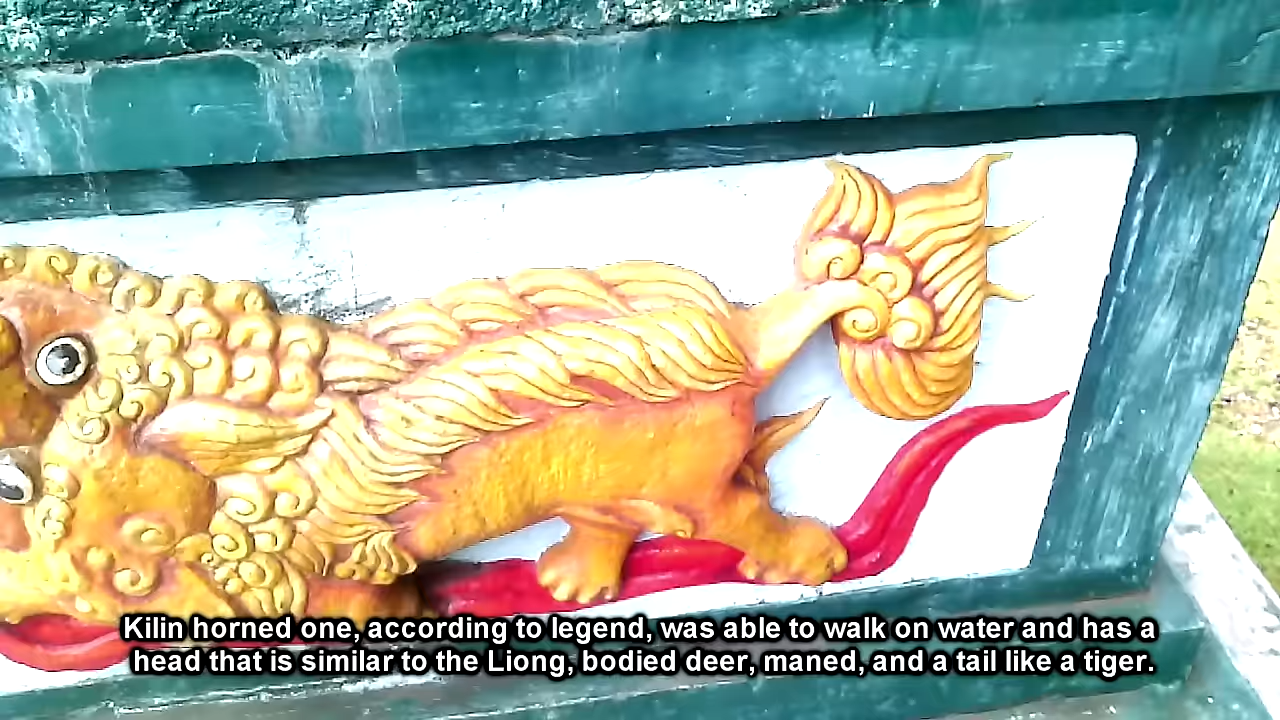 Kilin horned one, according to legend, was able to walk on water and has a
head that is similar to the Liong, bodied deer, maned, and a tail like a tiger.